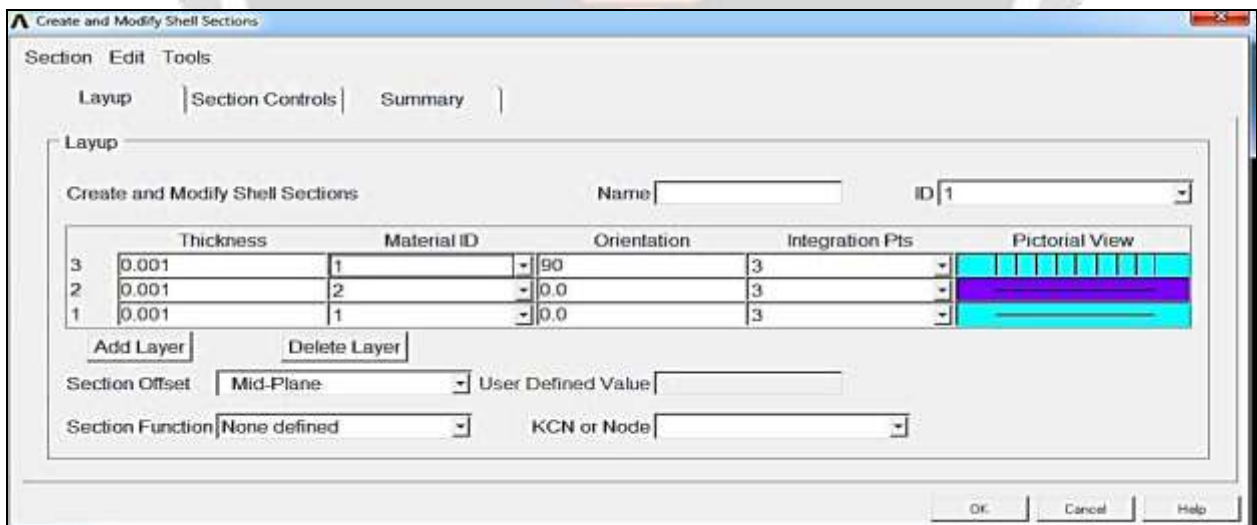 Create and Modify Shell Sections
Section Edit Tools
Layup Section Controls Summary
Layup
Create and Modify Shell Sections Name ID 1
Thickness Material ID Orientation Integration Pts Pictorial View
3 0.001 1 90 3
2 0.001 2 0.0 3
1 0.001 1 0.0 3
Add Layer Delete Layer
Section Offset Mid-Plane User Defined Value
Section Function None defined KCN or Node
OK Cancel Help